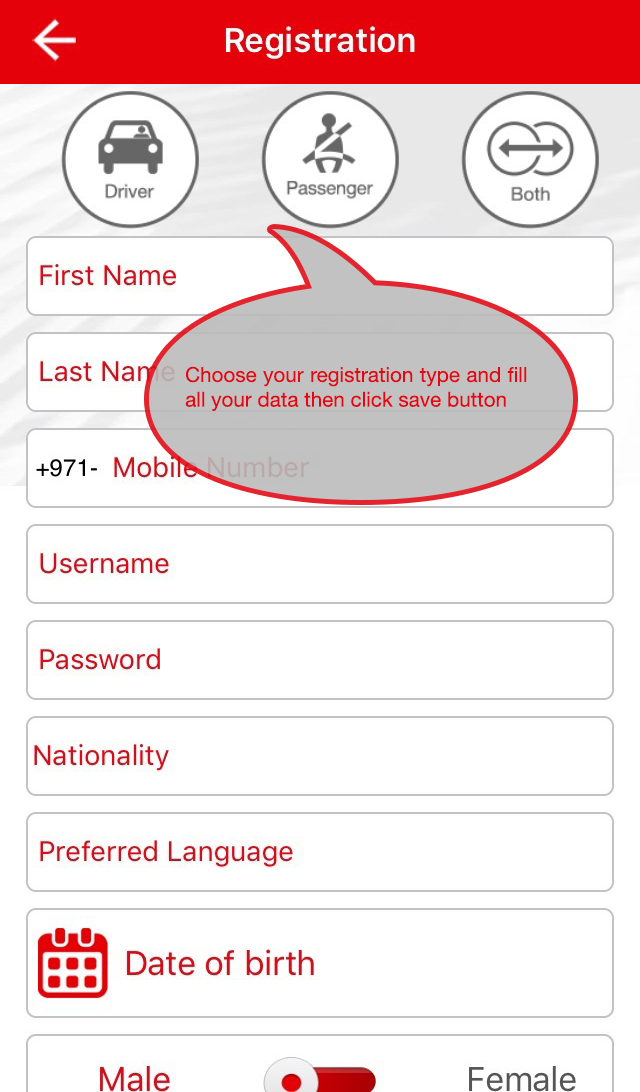 Registration
Driver
Passenger
Both
First Name
Last Name
Choose your registration type and fill
all your data then click save button
+971- Mobile Number
Username
Password
Nationality
Preferred Language
Date of birth
Male
Female